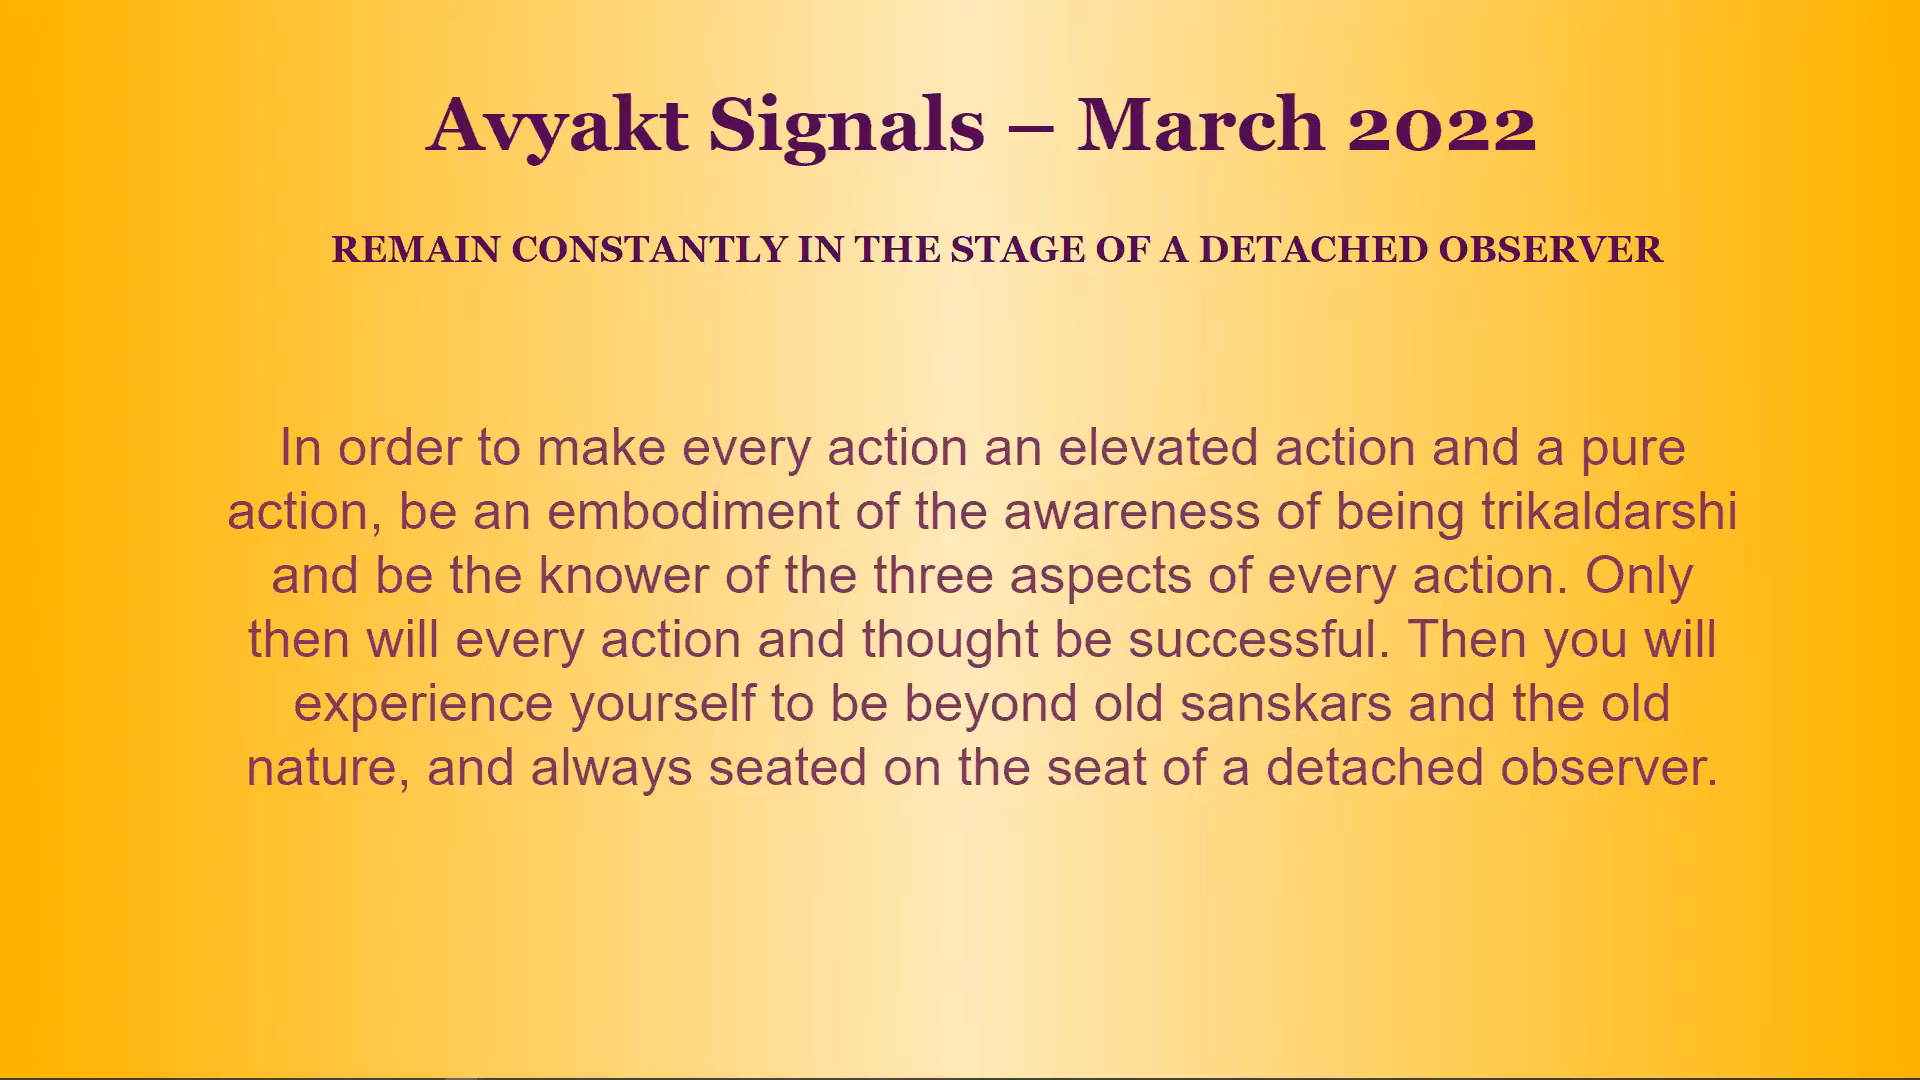 Avyakt Signals – March 2022
REMAIN CONSTANTLY IN THE STAGE OF A DETACHED OBSERVER
In order to make every action an elevated action and a pure
action, be an embodiment of the awareness of being trikaldarshi
and be the knower of the three aspects of every action. Only
then will every action and thought be successful. Then you will
experience yourself to be beyond old sanskars and the old
nature, and always seated on the seat of a detached observer.